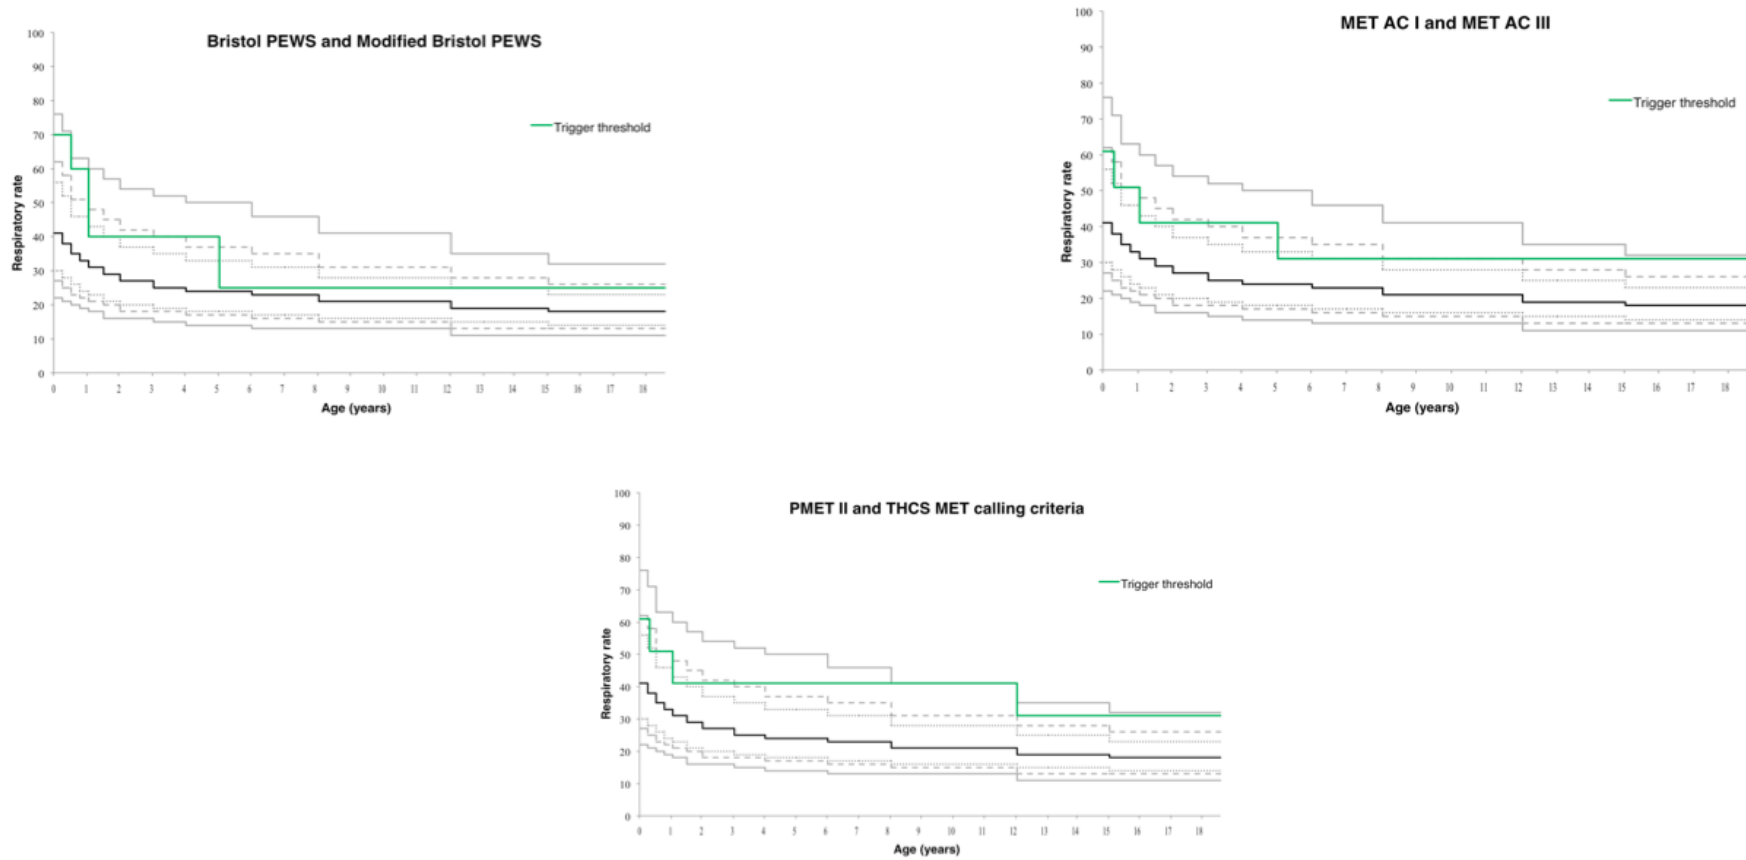 Bristol PEWS and Modified Bristol PEWS
100
90
80
70
60
50
40
30
20
10
0
Respiratory rate
Trigger threshold
0 1 2 3 4 5 6 7 8 9 10 11 12 13 14 15 16 17 18
Age (years)
MET AC I and MET AC III
100
90
80
70
60
50
40
30
20
10
0
Respiratory rate
Trigger threshold
0 1 2 3 4 5 6 7 8 9 10 11 12 13 14 15 16 17 18
Age (years)
PMET II and THCS MET calling criteria
100
90
80
70
60
50
40
30
20
10
0
Respiratory rate
Trigger threshold
0 1 2 3 4 5 6 7 8 9 10 11 12 13 14 15 16 17 18
Age (years)